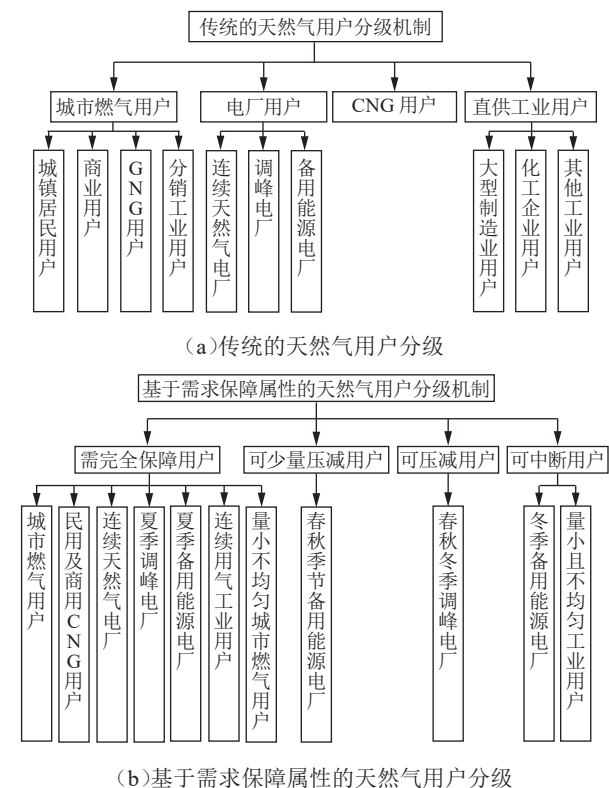 传统的天然气用户分级机制
城市燃气用户
电厂用户
CNG 用户
直供工业用户
城镇居民用户
商业用户
GNG用户
分销工业用户
连续天然气电厂
调峰电厂
备用能源电厂
大型制造业用户
化工企业用户
其他工业用户
(a)传统的天然气用户分级
基于需求保障属性的天然气用户分级机制
需完全保障用户
可少量压减用户
可压减用户
可中断用户
城市燃气用户
民用及商用CNG用户
连续天然气电厂
夏季调峰电厂
夏季备用能源电厂
连续用气工业用户
量小不均匀城市燃气用户
春秋季节备用能源电厂
春秋冬季调峰电厂
冬季备用能源电厂
量小且不均匀工业用户
(b)基于需求保障属性的天然气用户分级